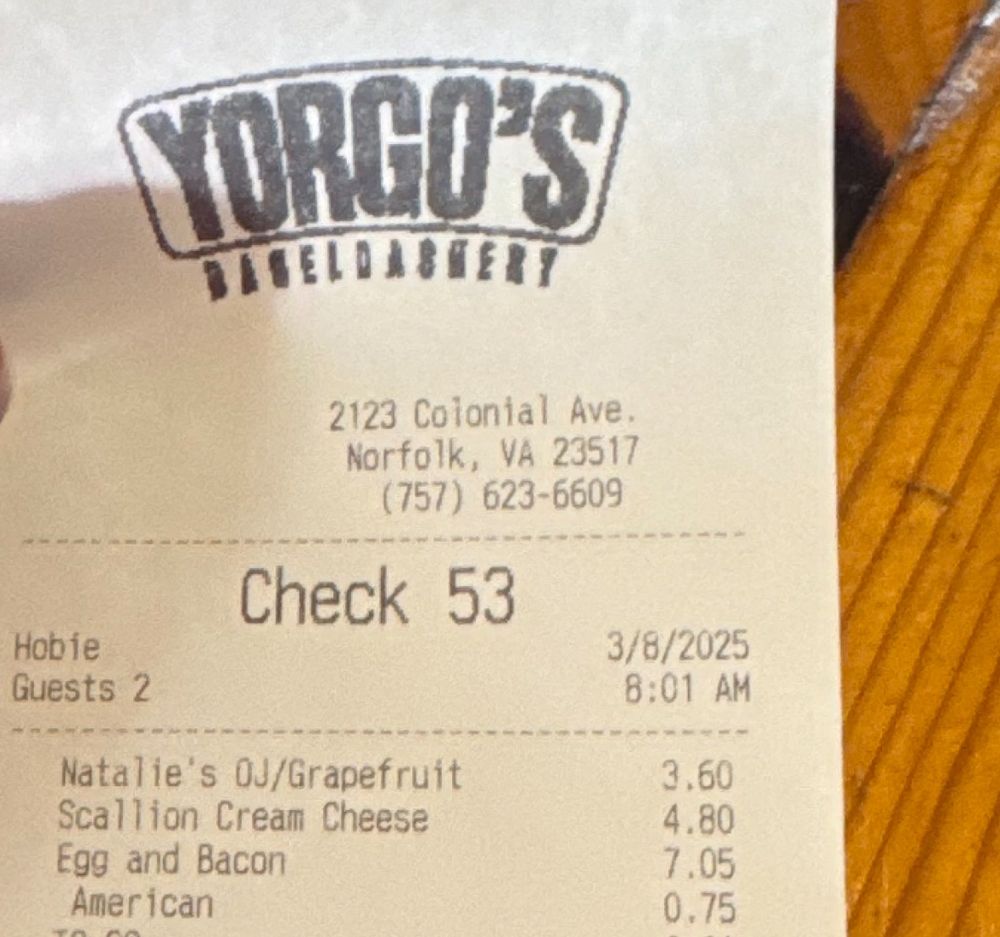 YORGO'S
BAGELDASHERY
2123 Colonial Ave.
Norfolk, VA 23517
(757) 623-6609
Check 53
Hobie 3/8/2025
Guests 2 8:01 AM
Natalie's OJ/Grapefruit 3.60
Scallion Cream Cheese 4.80
Egg and Bacon 7.05
American 0.75